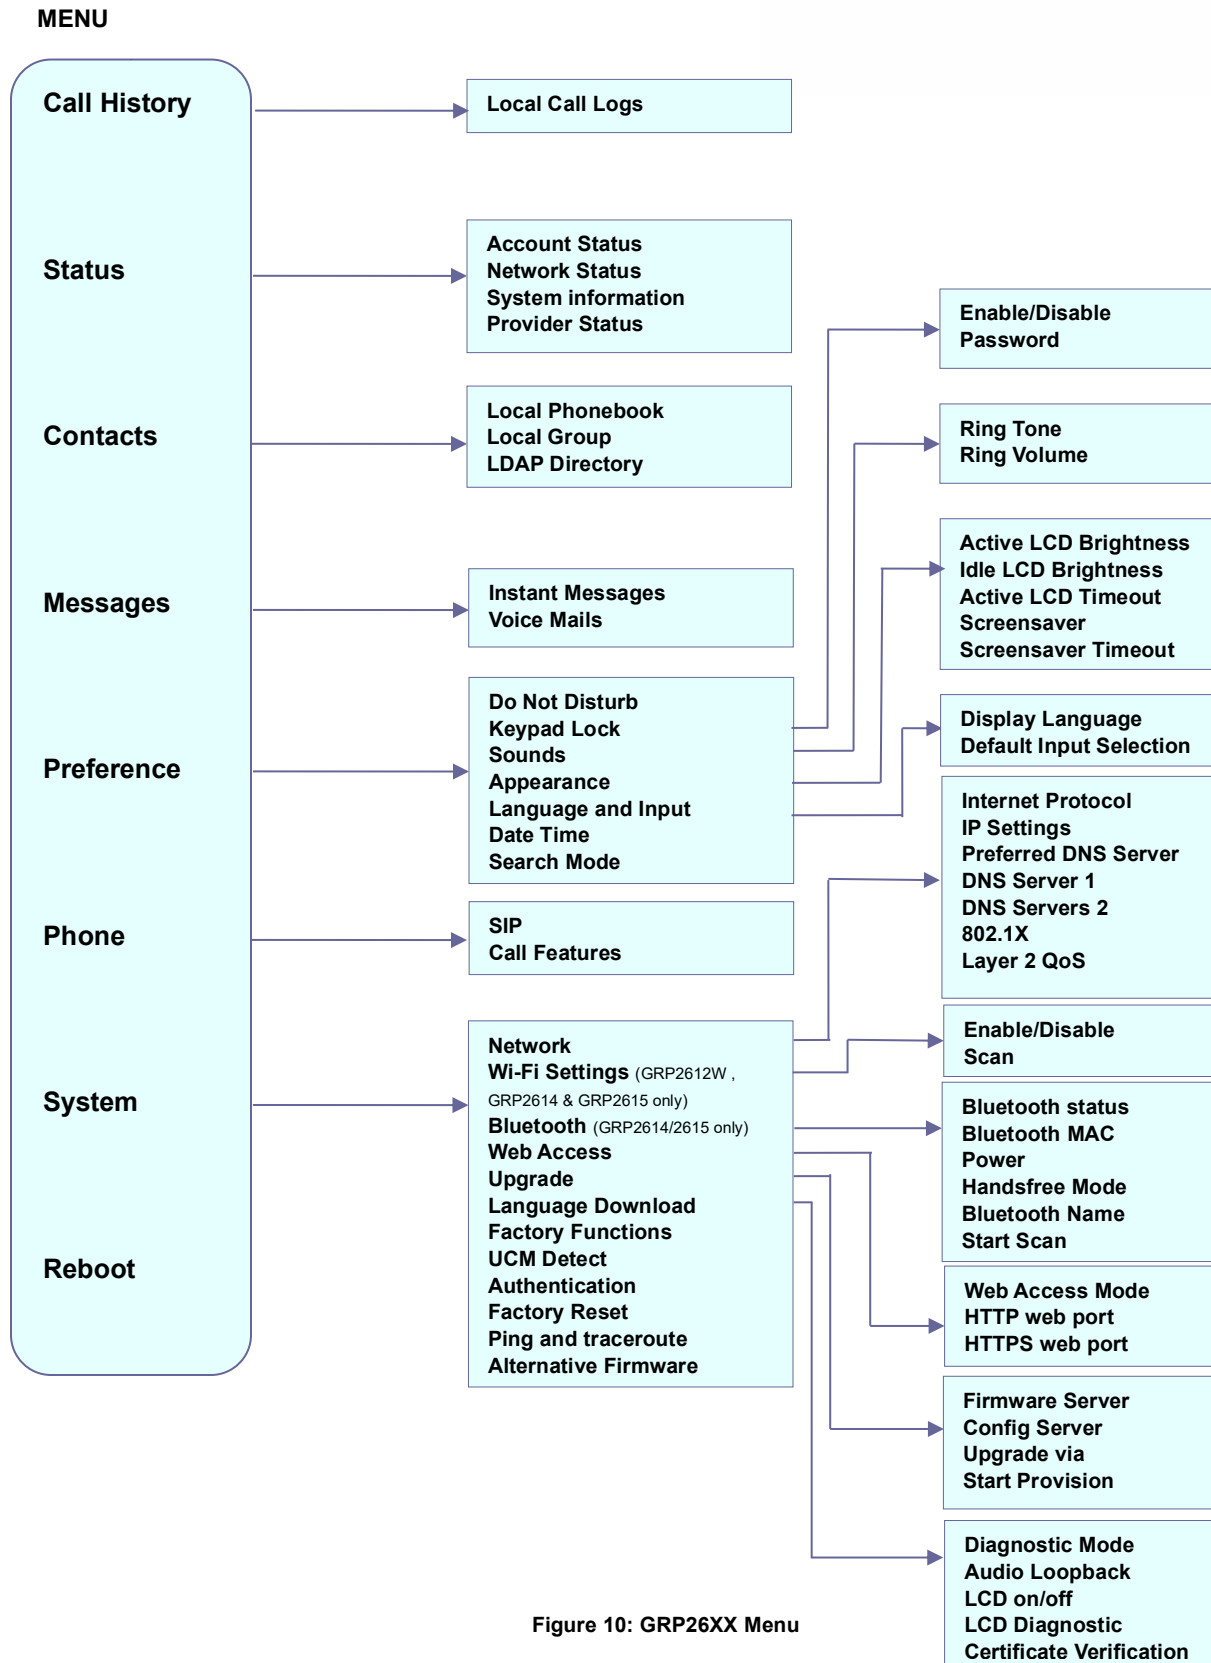 MENU
Call History
Status
Contacts
Messages
Preference
Phone
System
Reboot
Local Call Logs
Account Status
Network Status
System information
Provider Status
Local Phonebook
Local Group
LDAP Directory
Instant Messages
Voice Mails
Do Not Disturb
Keypad Lock
Sounds
Appearance
Language and Input
Date Time
Search Mode
SIP
Call Features
Network
Wi-Fi Settings (GRP2612W ,
GRP2614 & GRP2615 only)
Bluetooth (GRP2614/2615 only)
Web Access
Upgrade
Language Download
Factory Functions
UCM Detect
Authentication
Factory Reset
Ping and traceroute
Alternative Firmware
Enable/Disable
Password
Ring Tone
Ring Volume
Active LCD Brightness
Idle LCD Brightness
Active LCD Timeout
Screensaver
Screensaver Timeout
Display Language
Default Input Selection
Internet Protocol
IP Settings
Preferred DNS Server
DNS Server 1
DNS Servers 2
802.1X
Layer 2 QoS
Enable/Disable
Scan
Bluetooth status
Bluetooth MAC
Power
Handsfree Mode
Bluetooth Name
Start Scan
Web Access Mode
HTTP web port
HTTPS web port
Firmware Server
Config Server
Upgrade via
Start Provision
Diagnostic Mode
Audio Loopback
LCD on/off
LCD Diagnostic
Certificate Verification
Figure 10: GRP26XX Menu